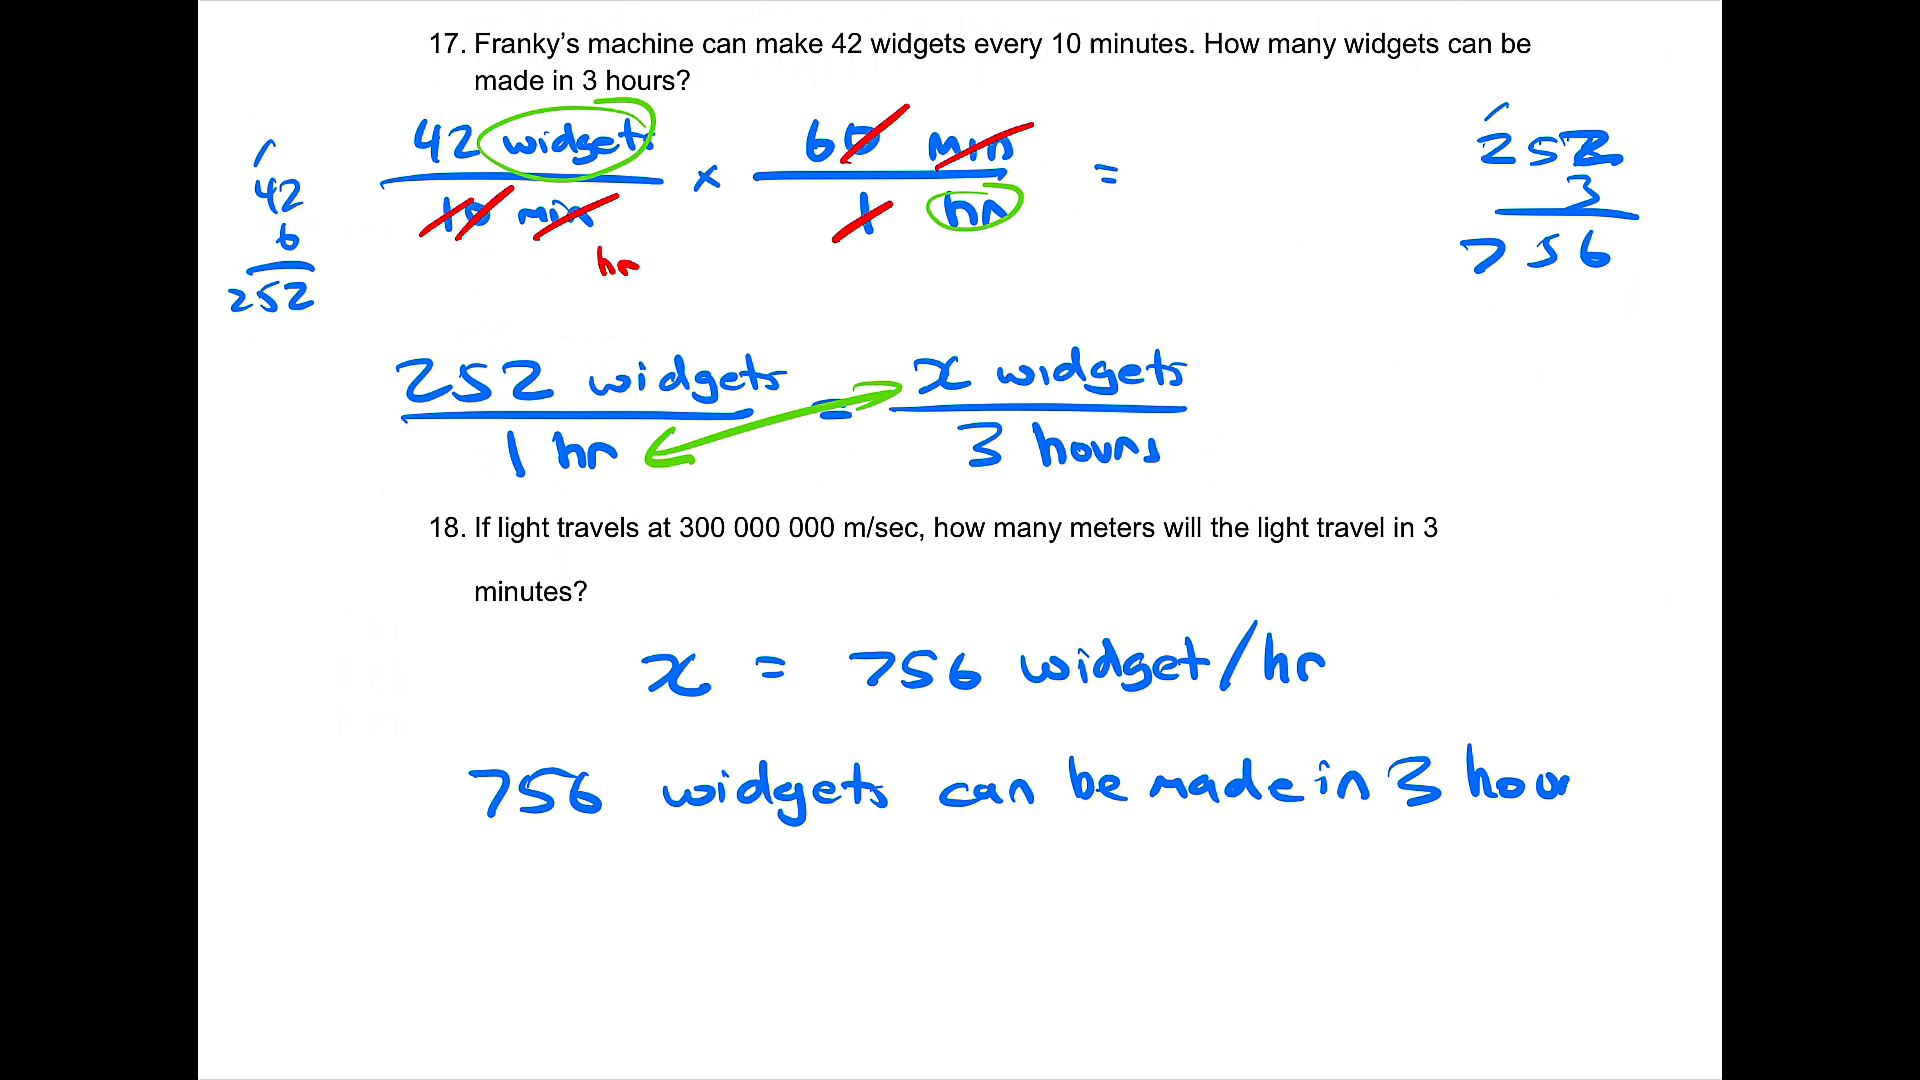 17. Franky’s machine can make 42 widgets every 10 minutes. How many widgets can be
made in 3 hours?
42 widgets × 60 min =
10 min 1 hr
hr
42
6
252
252
3
756
252 widgets = x widgets
1 hr 3 hours
18. If light travels at 300 000 000 m/sec, how many meters will the light travel in 3
minutes?
x = 756 widget/hr
756 widgets can be made in 3 hour